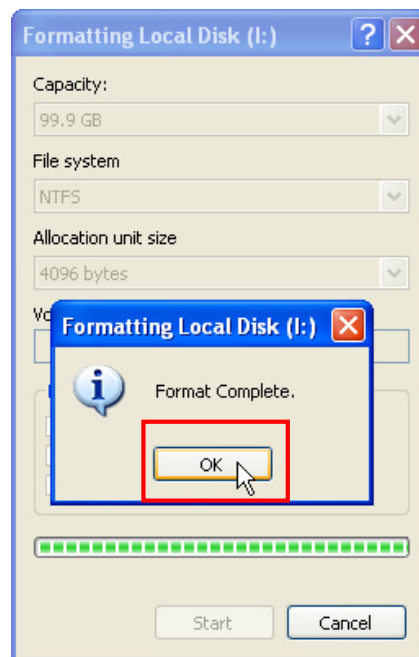 Formatting Local Disk (I:)
Capacity:
99.9 GB
File system
NTFS
Allocation unit size
4096 bytes
Formatting Local Disk (I:)
Format Complete.
OK
Start Cancel